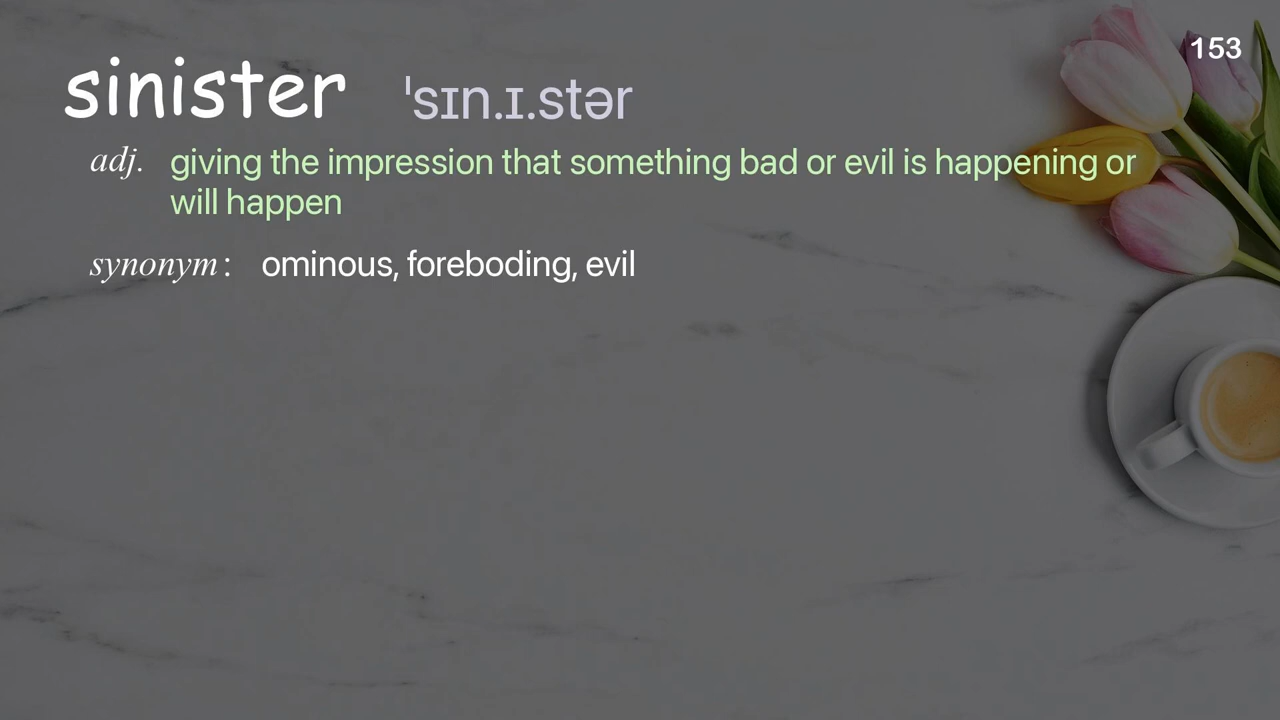 153
sinister ˈsɪn.ɪ.stər
adj. giving the impression that something bad or evil is happening or
will happen
synonym : ominous, foreboding, evil